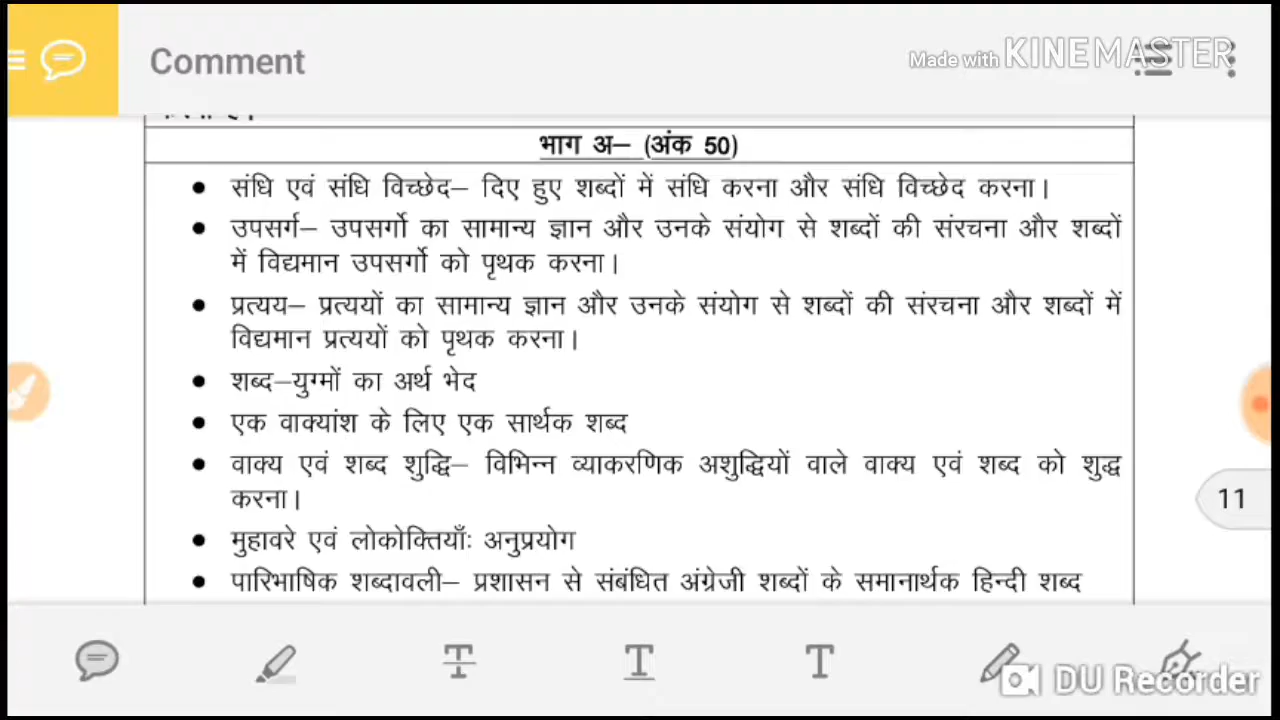 Comment
Made with KINEMASTER
भाग अ– (अंक 50)
• संधि एवं संधि विच्छेद– दिए हुए शब्दों में संधि करना और संधि विच्छेद करना।
• उपसर्ग– उपसर्गो का सामान्य ज्ञान और उनके संयोग से शब्दों की संरचना और शब्दों
में विद्यमान उपसर्गो को पृथक करना।
• प्रत्यय– प्रत्ययों का सामान्य ज्ञान और उनके संयोग से शब्दों की संरचना और शब्दों में
विद्यमान प्रत्ययों को पृथक करना।
• शब्द–युग्मों का अर्थ भेद
• एक वाक्यांश के लिए एक सार्थक शब्द
• वाक्य एवं शब्द शुद्धि– विभिन्न व्याकरणिक अशुद्धियों वाले वाक्य एवं शब्द को शुद्ध
करना।
11
• मुहावरे एवं लोकोक्तियाँः अनुप्रयोग
• पारिभाषिक शब्दावली– प्रशासन से संबंधित अंग्रेजी शब्दों के समानार्थक हिन्दी शब्द
T T T
DU Recorder